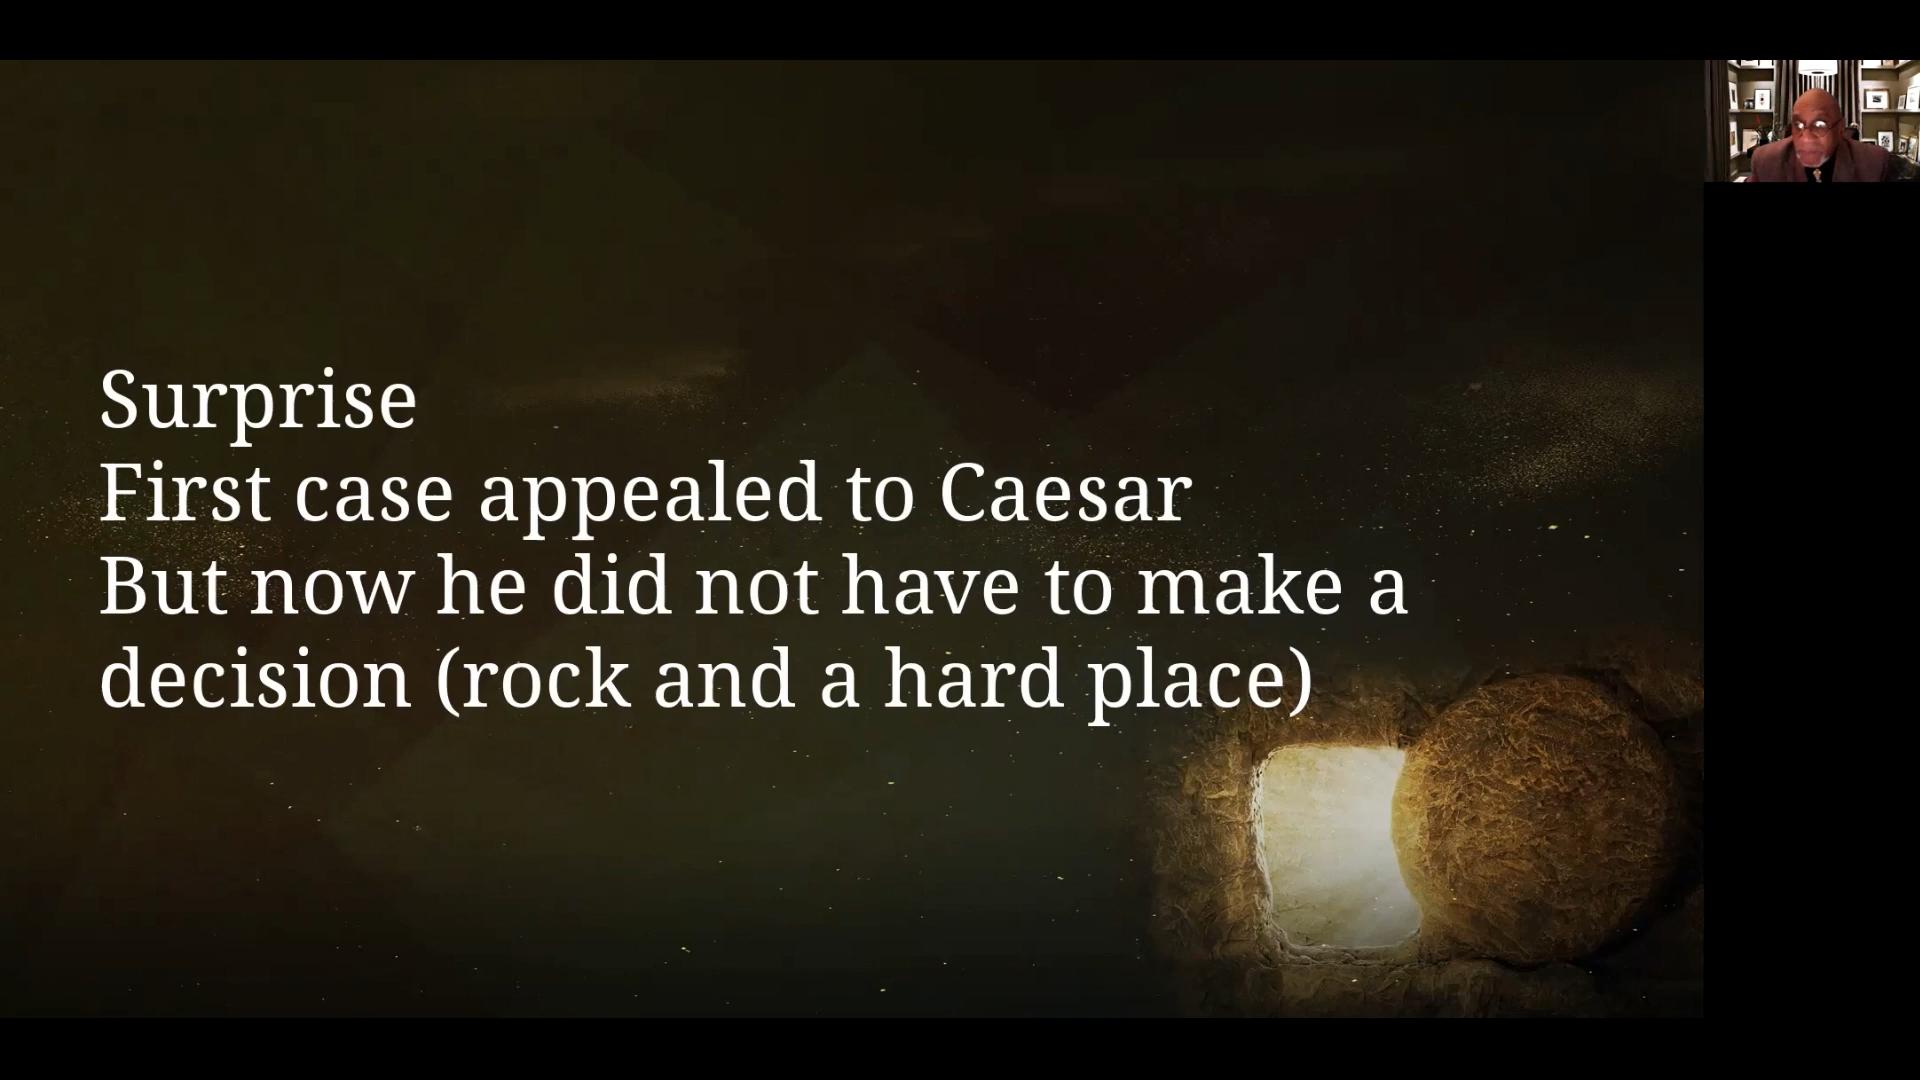 Surprise
First case appealed to Caesar
But now he did not have to make a
decision (rock and a hard place)